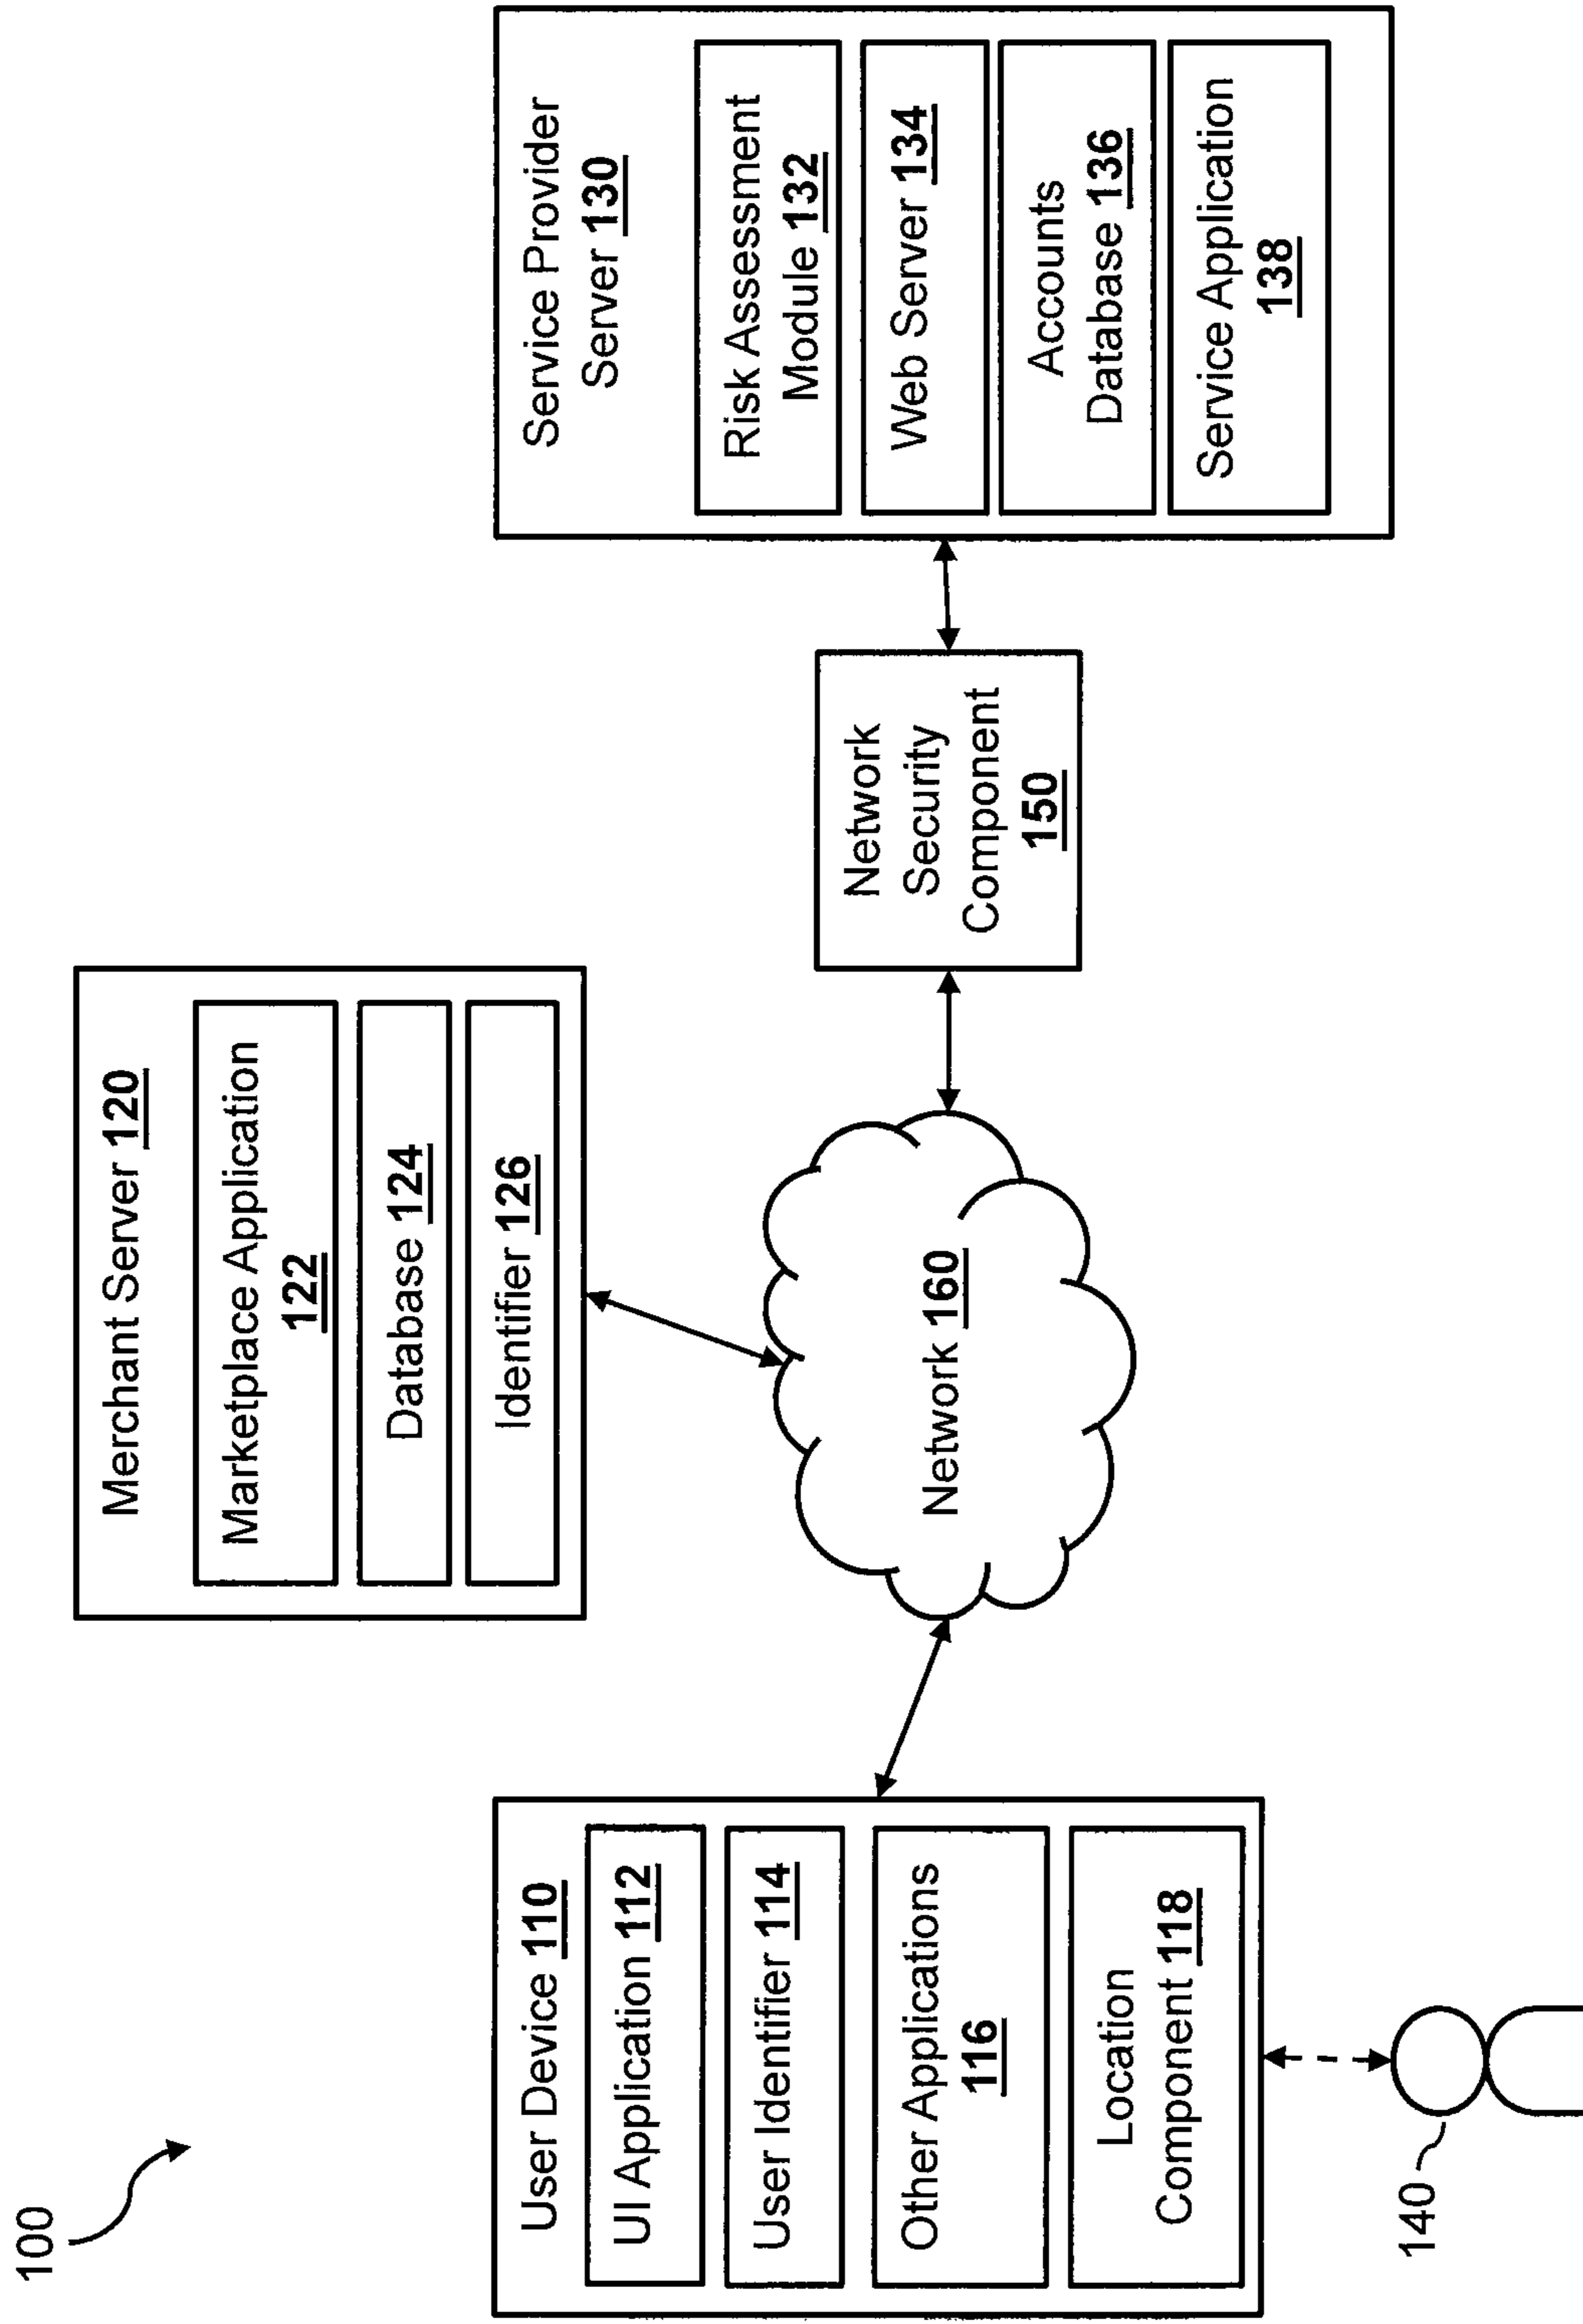 100
Merchant Server 120
Marketplace Application
122
Database 124
Identifier 126
User Device 110
UI Application 112
User Identifier 114
Other Applications
116
Location
Component 118
140
Network 160
Network
Security
Component
150
Service Provider
Server 130
Risk Assessment
Module 132
Web Server 134
Accounts
Database 136
Service Application
138